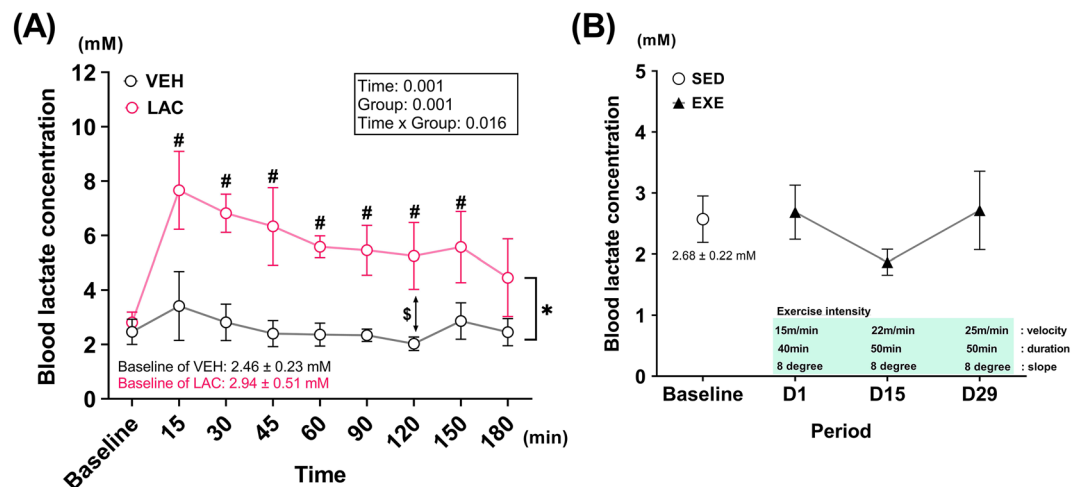 (A)
(mM)
VEH
LAC
Time: 0.001
Group: 0.001
Time x Group: 0.016
12
10
8
6
4
2
0
Blood lactate concentration
# # # # # # #
$
*
Baseline of VEH: 2.46 ± 0.23 mM
Baseline of LAC: 2.94 ± 0.51 mM
Baseline 15 30 45 60 90 120 150 180 (min)
Time
(B)
(mM)
SED
EXE
5
4
3
2
1
0
Blood lactate concentration
2.68 ± 0.22 mM
Exercise intensity
15m/min 22m/min 25m/min : velocity
40min 50min 50min : duration
8 degree 8 degree 8 degree : slope
Baseline D1 D15 D29
Period